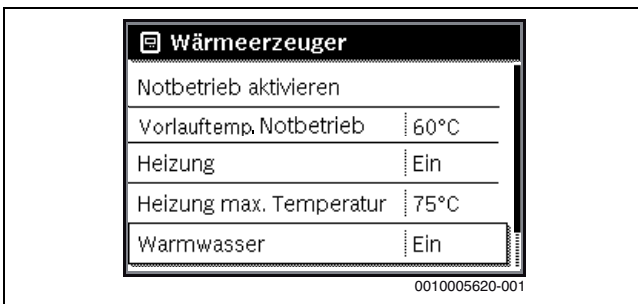 Wärmeerzeuger
Notbetrieb aktivieren
Vorlauftemp. Notbetrieb 60°C
Heizung Ein
Heizung max. Temperatur 75°C
Warmwasser Ein
0010005620-001